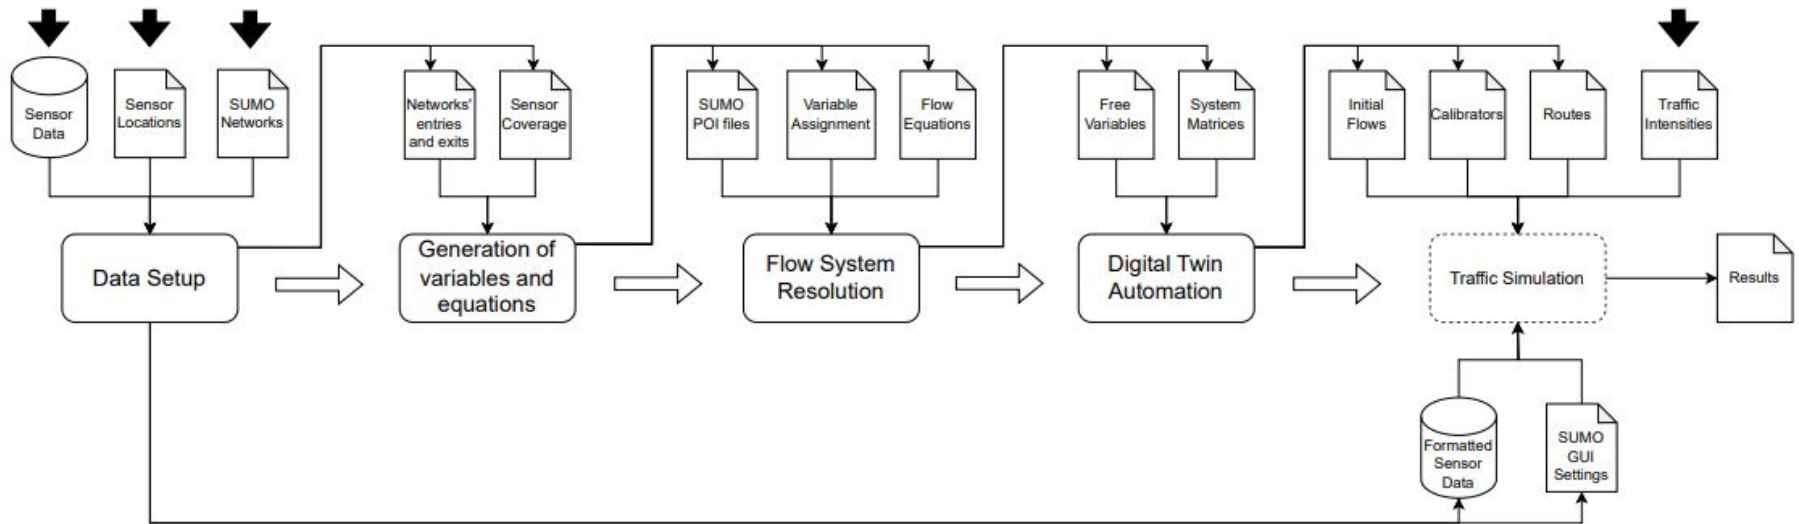 Sensor
Data
Sensor
Locations
SUMO
Networks
Networks'
entries
and exits
Sensor
Coverage
SUMO
POI files
Variable
Assignment
Flow
Equations
Free
Variables
System
Matrices
Initial
Flows
Calibrators
Routes
Traffic
Intensities
Data Setup
Generation of
variables and
equations
Flow System
Resolution
Digital Twin
Automation
Traffic Simulation
Results
Formatted
Sensor
Data
SUMO
GUI
Settings